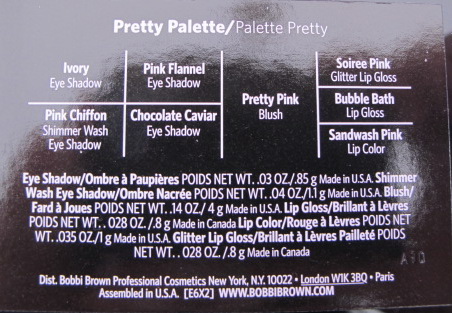 Pretty Palette/Palette Pretty
Ivory
Eye Shadow
Pink Flannel
Eye Shadow
Pink Chiffon
Shimmer Wash
Eye Shadow
Chocolate Caviar
Eye Shadow
Pretty Pink
Blush
Soiree Pink
Glitter Lip Gloss
Bubble Bath
Lip Gloss
Sandwash Pink
Lip Color
Eye Shadow/Ombre à Paupières POIDS NET WT. .03 OZ./.85 g Made in U.S.A. Shimmer
Wash Eye Shadow/Ombre Nacrée POIDS NET WT. .04 OZ./1.1 g Made in U.S.A. Blush/
Fard à Joues POIDS NET WT. .14 OZ/ 4 g Made in U.S.A. Lip Gloss/Brillant à Lèvres
POIDS NET WT. . 028 OZ. /.8 g Made in Canada Lip Color/Rouge à Lèvres POIDS NET
WT. .035 OZ/1 g Made in U.S.A. Glitter Lip Gloss/Brillant à Lèvres Pailleté POIDS
NET WT. . 028 OZ. /.8 g Made in Canada
A90
Dist. Bobbi Brown Professional Cosmetics New York, N.Y. 10022 • London W1K 3BQ • Paris
Assembled in U.S.A. [E6X2] WWW.BOBBIBROWN.COM